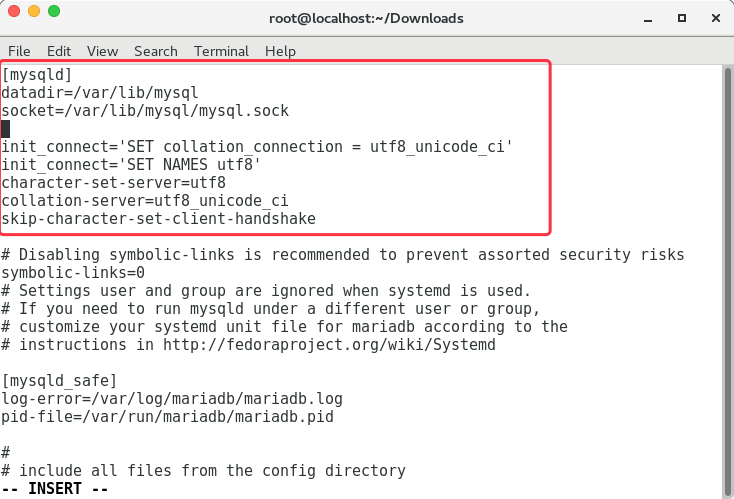 root@localhost:~/Downloads
File Edit View Search Terminal Help
[mysqld]
datadir=/var/lib/mysql
socket=/var/lib/mysql/mysql.sock
init_connect='SET collation_connection = utf8_unicode_ci'
init_connect='SET NAMES utf8'
character-set-server=utf8
collation-server=utf8_unicode_ci
skip-character-set-client-handshake
# Disabling symbolic-links is recommended to prevent assorted security risks
symbolic-links=0
# Settings user and group are ignored when systemd is used.
# If you need to run mysqld under a different user or group,
# customize your systemd unit file for mariadb according to the
# instructions in http://fedoraproject.org/wiki/Systemd
[mysqld_safe]
log-error=/var/log/mariadb/mariadb.log
pid-file=/var/run/mariadb/mariadb.pid
#
# include all files from the config directory
-- INSERT --